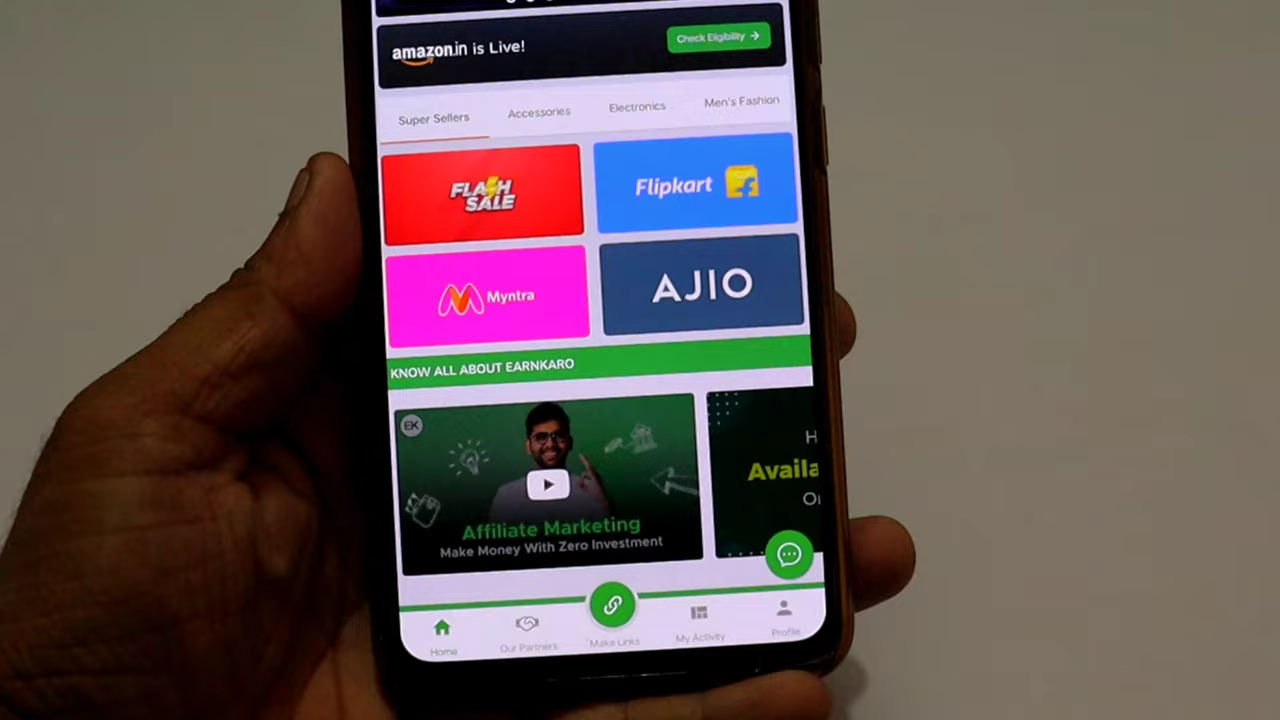 amazon.in is Live!
Check Eligibility →
Super Sellers
Accessories
Electronics
Men's Fashion
FLASH
SALE
Flipkart
Myntra
AJIO
KNOW ALL ABOUT EARNKARO
EK
Affiliate Marketing
Make Money With Zero Investment
H
Availa
Home
Our Partners
Make Links
My Activity
Profile